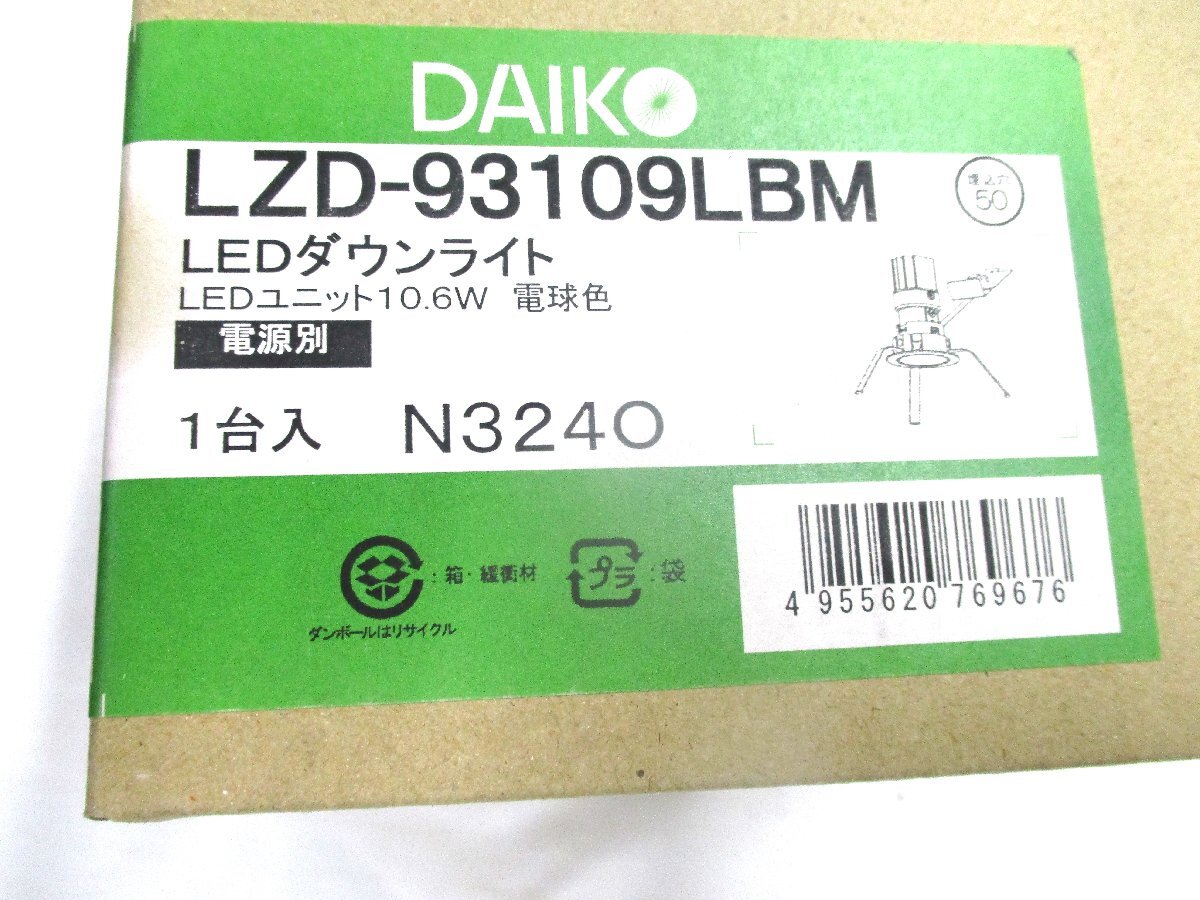 DAIKO
LZD-93109LBM
埋込穴
50
LEDダウンライト
LEDユニット10.6W 電球色
電源別
1台入 N3240
:箱・緩衝材
プラ :袋
ダンボールはリサイクル
4 955620 769676